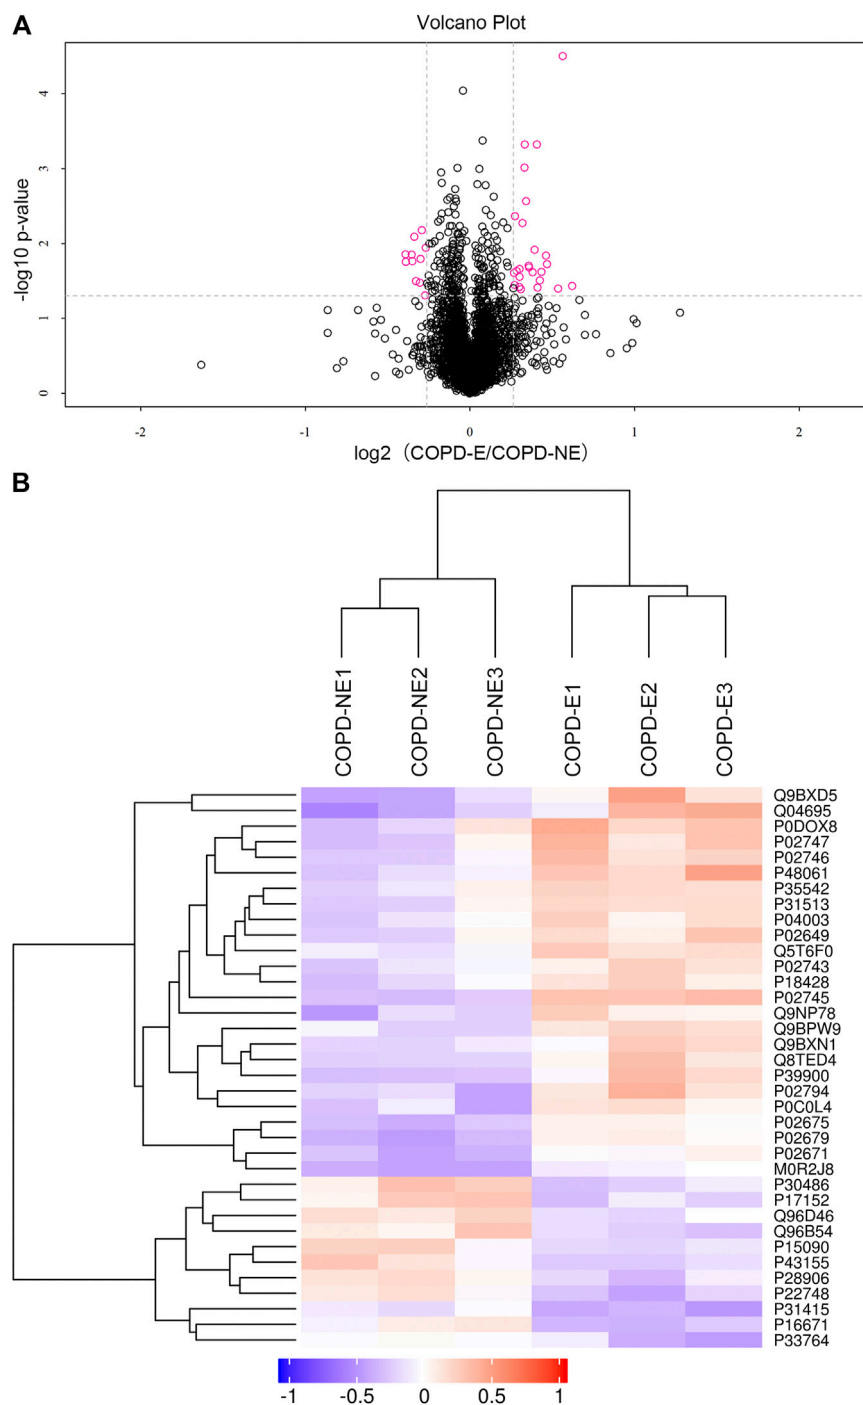 A
Volcano Plot
-log10 p-value
4
3
2
1
0
-2 -1 0 1 2
log2（COPD-E/COPD-NE）
B
COPD-NE1 COPD-NE2 COPD-NE3 COPD-E1 COPD-E2 COPD-E3
Q9BXD5
Q04695
P0DOX8
P02747
P02746
P48061
P35542
P31513
P04003
P02649
Q5T6F0
P02743
P18428
P02745
Q9NP78
Q9BPW9
Q9BXN1
Q8TED4
P39900
P02794
P0C0L4
P02675
P02679
P02671
M0R2J8
P30486
P17152
Q96D46
Q96B54
P15090
P43155
P28906
P22748
P31415
P16671
P33764
-1 -0.5 0 0.5 1